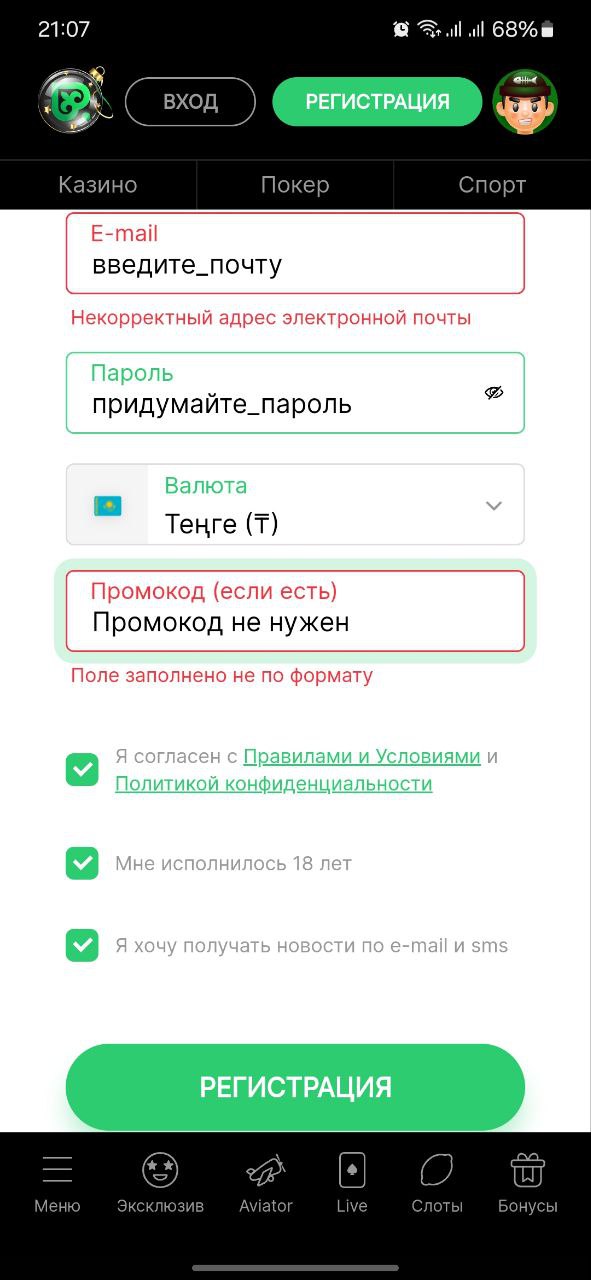 21:07
68%
ВХОД
РЕГИСТРАЦИЯ
Казино
Покер
Спорт
E-mail
введите_почту
Некорректный адрес электронной почты
Пароль
придумайте_пароль
Валюта
Теңге (₸)
Промокод (если есть)
Промокод не нужен
Поле заполнено не по формату
Я согласен с Правилами и Условиями и
Политикой конфиденциальности
Мне исполнилось 18 лет
Я хочу получать новости по e-mail и sms
РЕГИСТРАЦИЯ
Меню
Эксклюзив
Aviator
Live
Слоты
Бонусы